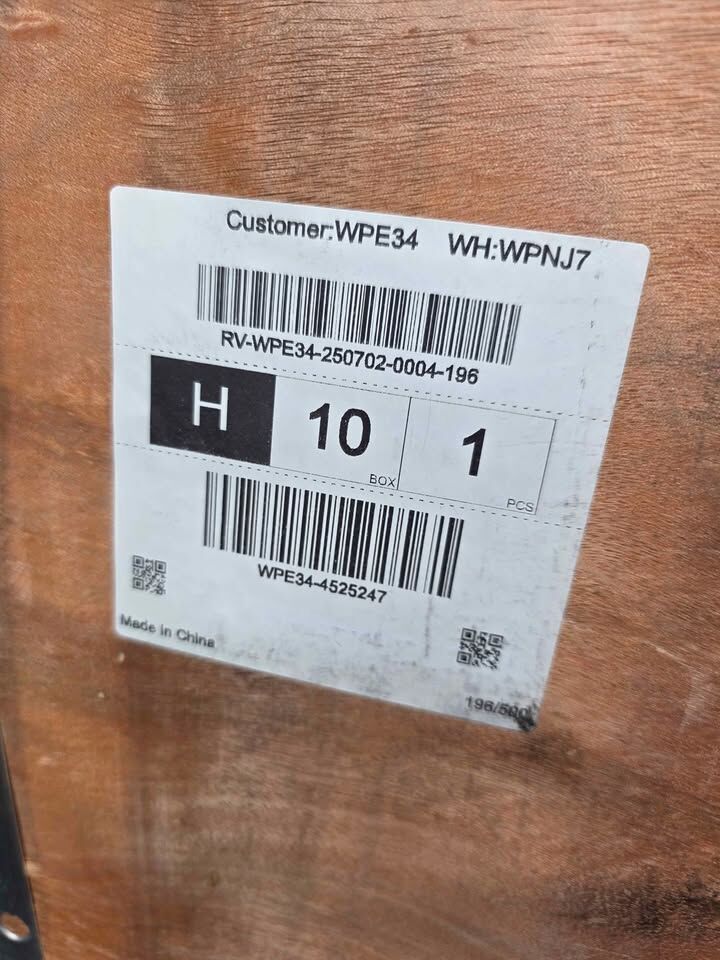 Customer:WPE34 WH:WPNJ7
RV-WPE34-250702-0004-196
H 10 BOX 1 PCS
WPE34-4525247
Made in China